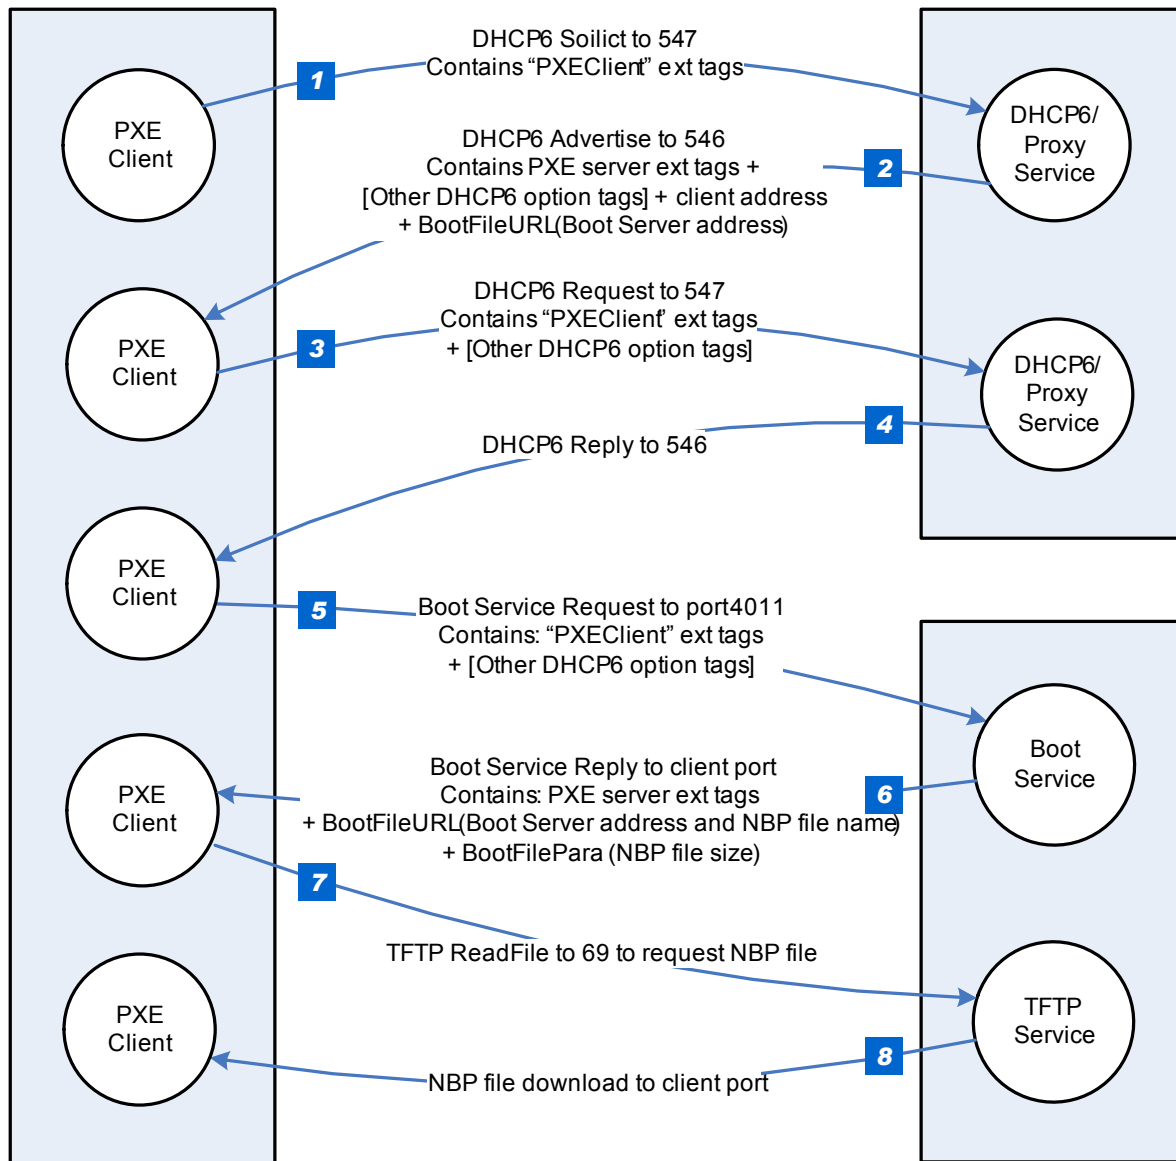 DHCP6 Soilict to 547
Contains “PXEClient” ext tags
1
PXE
Client
DHCP6/
Proxy
Service
DHCP6 Advertise to 546
Contains PXE server ext tags +
[Other DHCP6 option tags] + client address
+ BootFileURL(Boot Server address)
2
PXE
Client
DHCP6 Request to 547
Contains “PXEClient” ext tags
+ [Other DHCP6 option tags]
3
DHCP6/
Proxy
Service
4
DHCP6 Reply to 546
PXE
Client
5
Boot Service Request to port4011
Contains: “PXEClient” ext tags
+ [Other DHCP6 option tags]
Boot
Service
PXE
Client
Boot Service Reply to client port
Contains: PXE server ext tags
+ BootFileURL(Boot Server address and NBP file name)
+ BootFilePara (NBP file size)
6
7
TFTP ReadFile to 69 to request NBP file
TFTP
Service
PXE
Client
8
NBP file download to client port